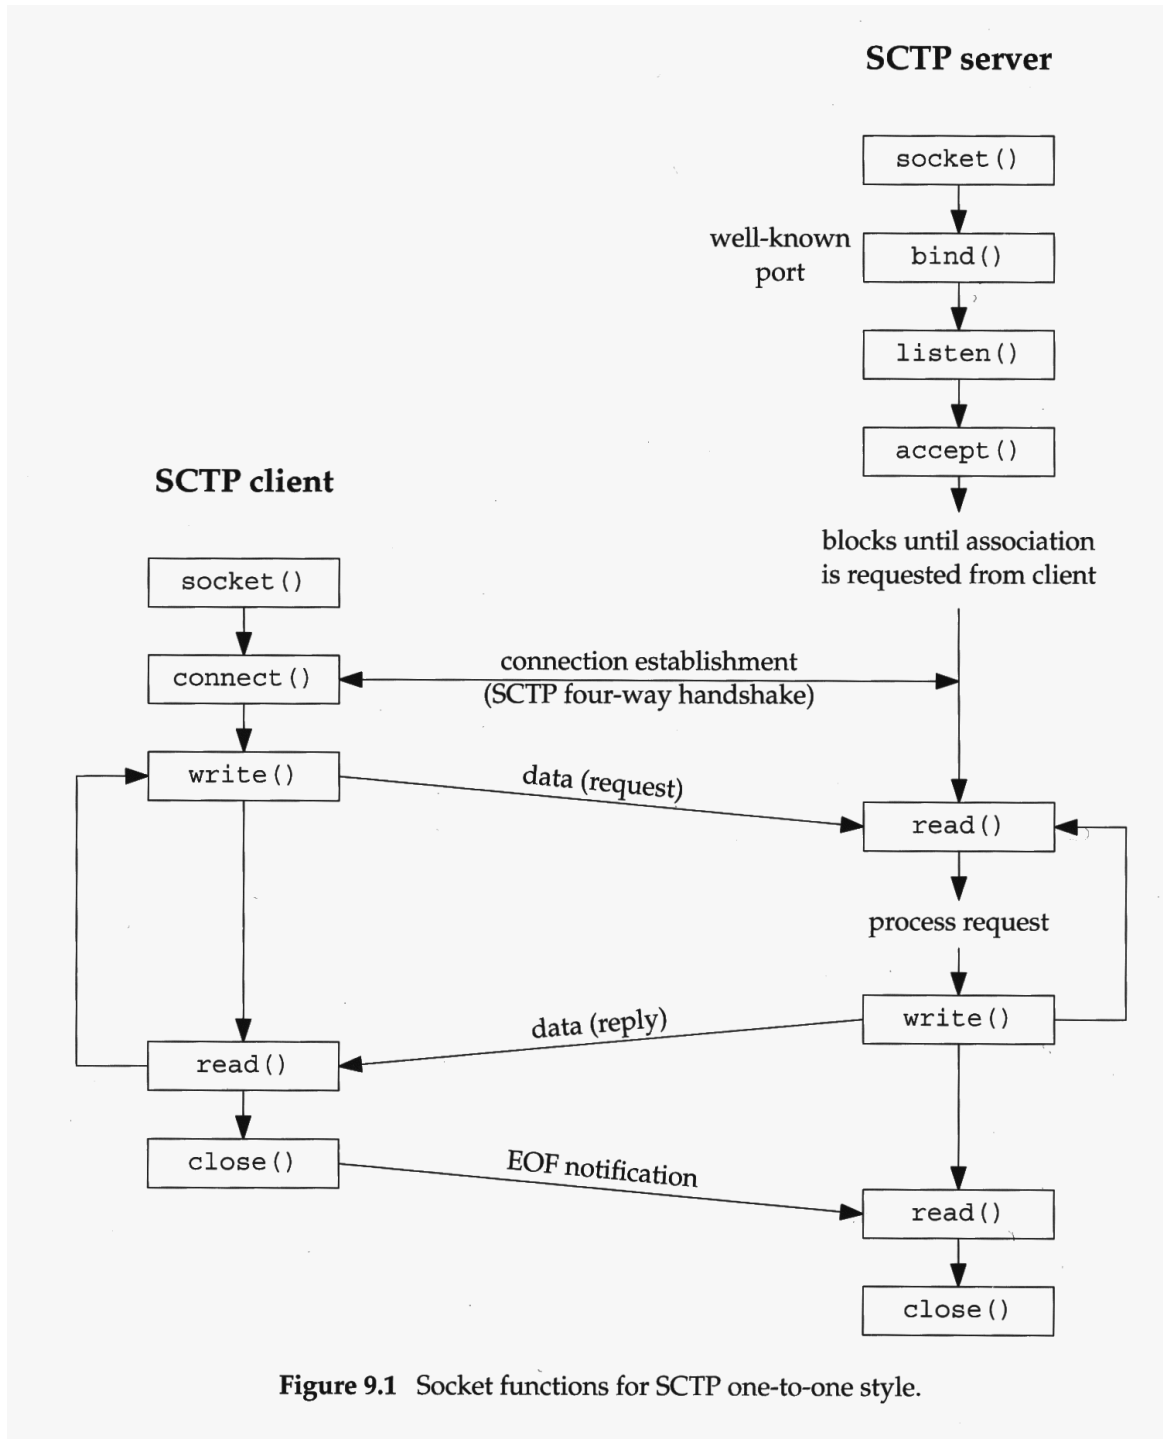 SCTP server
socket()
well-known
port
bind()
listen()
accept()
blocks until association
is requested from client
SCTP client
socket()
connect()
connection establishment
(SCTP four-way handshake)
write()
data (request)
read()
process request
write()
data (reply)
read()
close()
EOF notification
read()
close()
Figure 9.1 Socket functions for SCTP one-to-one style.